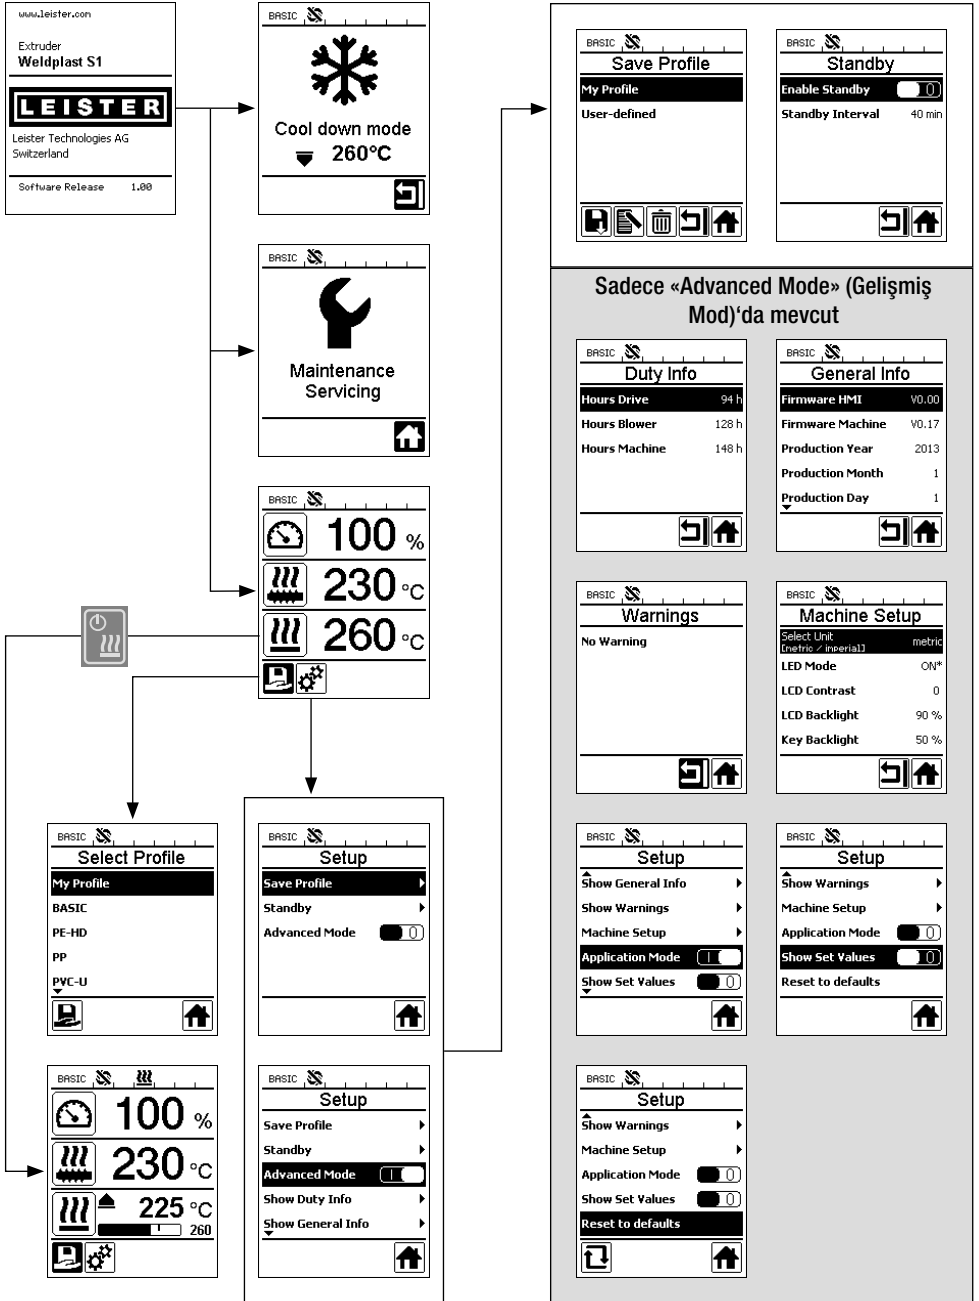 www.leister.com
Extruder
Weldplast S1
LEISTER
Leister Technologies AG
Switzerland
Software Release 1.00
BASIC
Cool down mode
260°C
BASIC
Maintenance
Servicing
BASIC
100 %
230 °C
260 °C
BASIC
Select Profile
My Profile
BASIC
PE-HD
PP
PVC-U
BASIC
100 %
230 °C
225 °C
260
BASIC
Setup
Save Profile
Standby
Advanced Mode 0
BASIC
Setup
Save Profile
Standby
Advanced Mode I
Show Duty Info
Show General Info
BASIC
Save Profile
My Profile
User-defined
BASIC
Standby
Enable Standby 0
Standby Interval 40 min
Sadece «Advanced Mode» (Gelişmiş
Mod)‘da mevcut
BASIC
Duty Info
Hours Drive 94 h
Hours Blower 128 h
Hours Machine 148 h
BASIC
General Info
Firmware HMI V0.00
Firmware Machine V0.17
Production Year 2013
Production Month 1
Production Day 1
BASIC
Warnings
No Warning
BASIC
Machine Setup
Select Unit metric
[metric / imperial]
LED Mode ON*
LCD Contrast 0
LCD Backlight 90 %
Key Backlight 50 %
BASIC
Setup
Show General Info
Show Warnings
Machine Setup
Application Mode I
Show Set Values 0
BASIC
Setup
Show Warnings
Machine Setup
Application Mode 0
Show Set Values 0
Reset to defaults
BASIC
Setup
Show Warnings
Machine Setup
Application Mode 0
Show Set Values 0
Reset to defaults